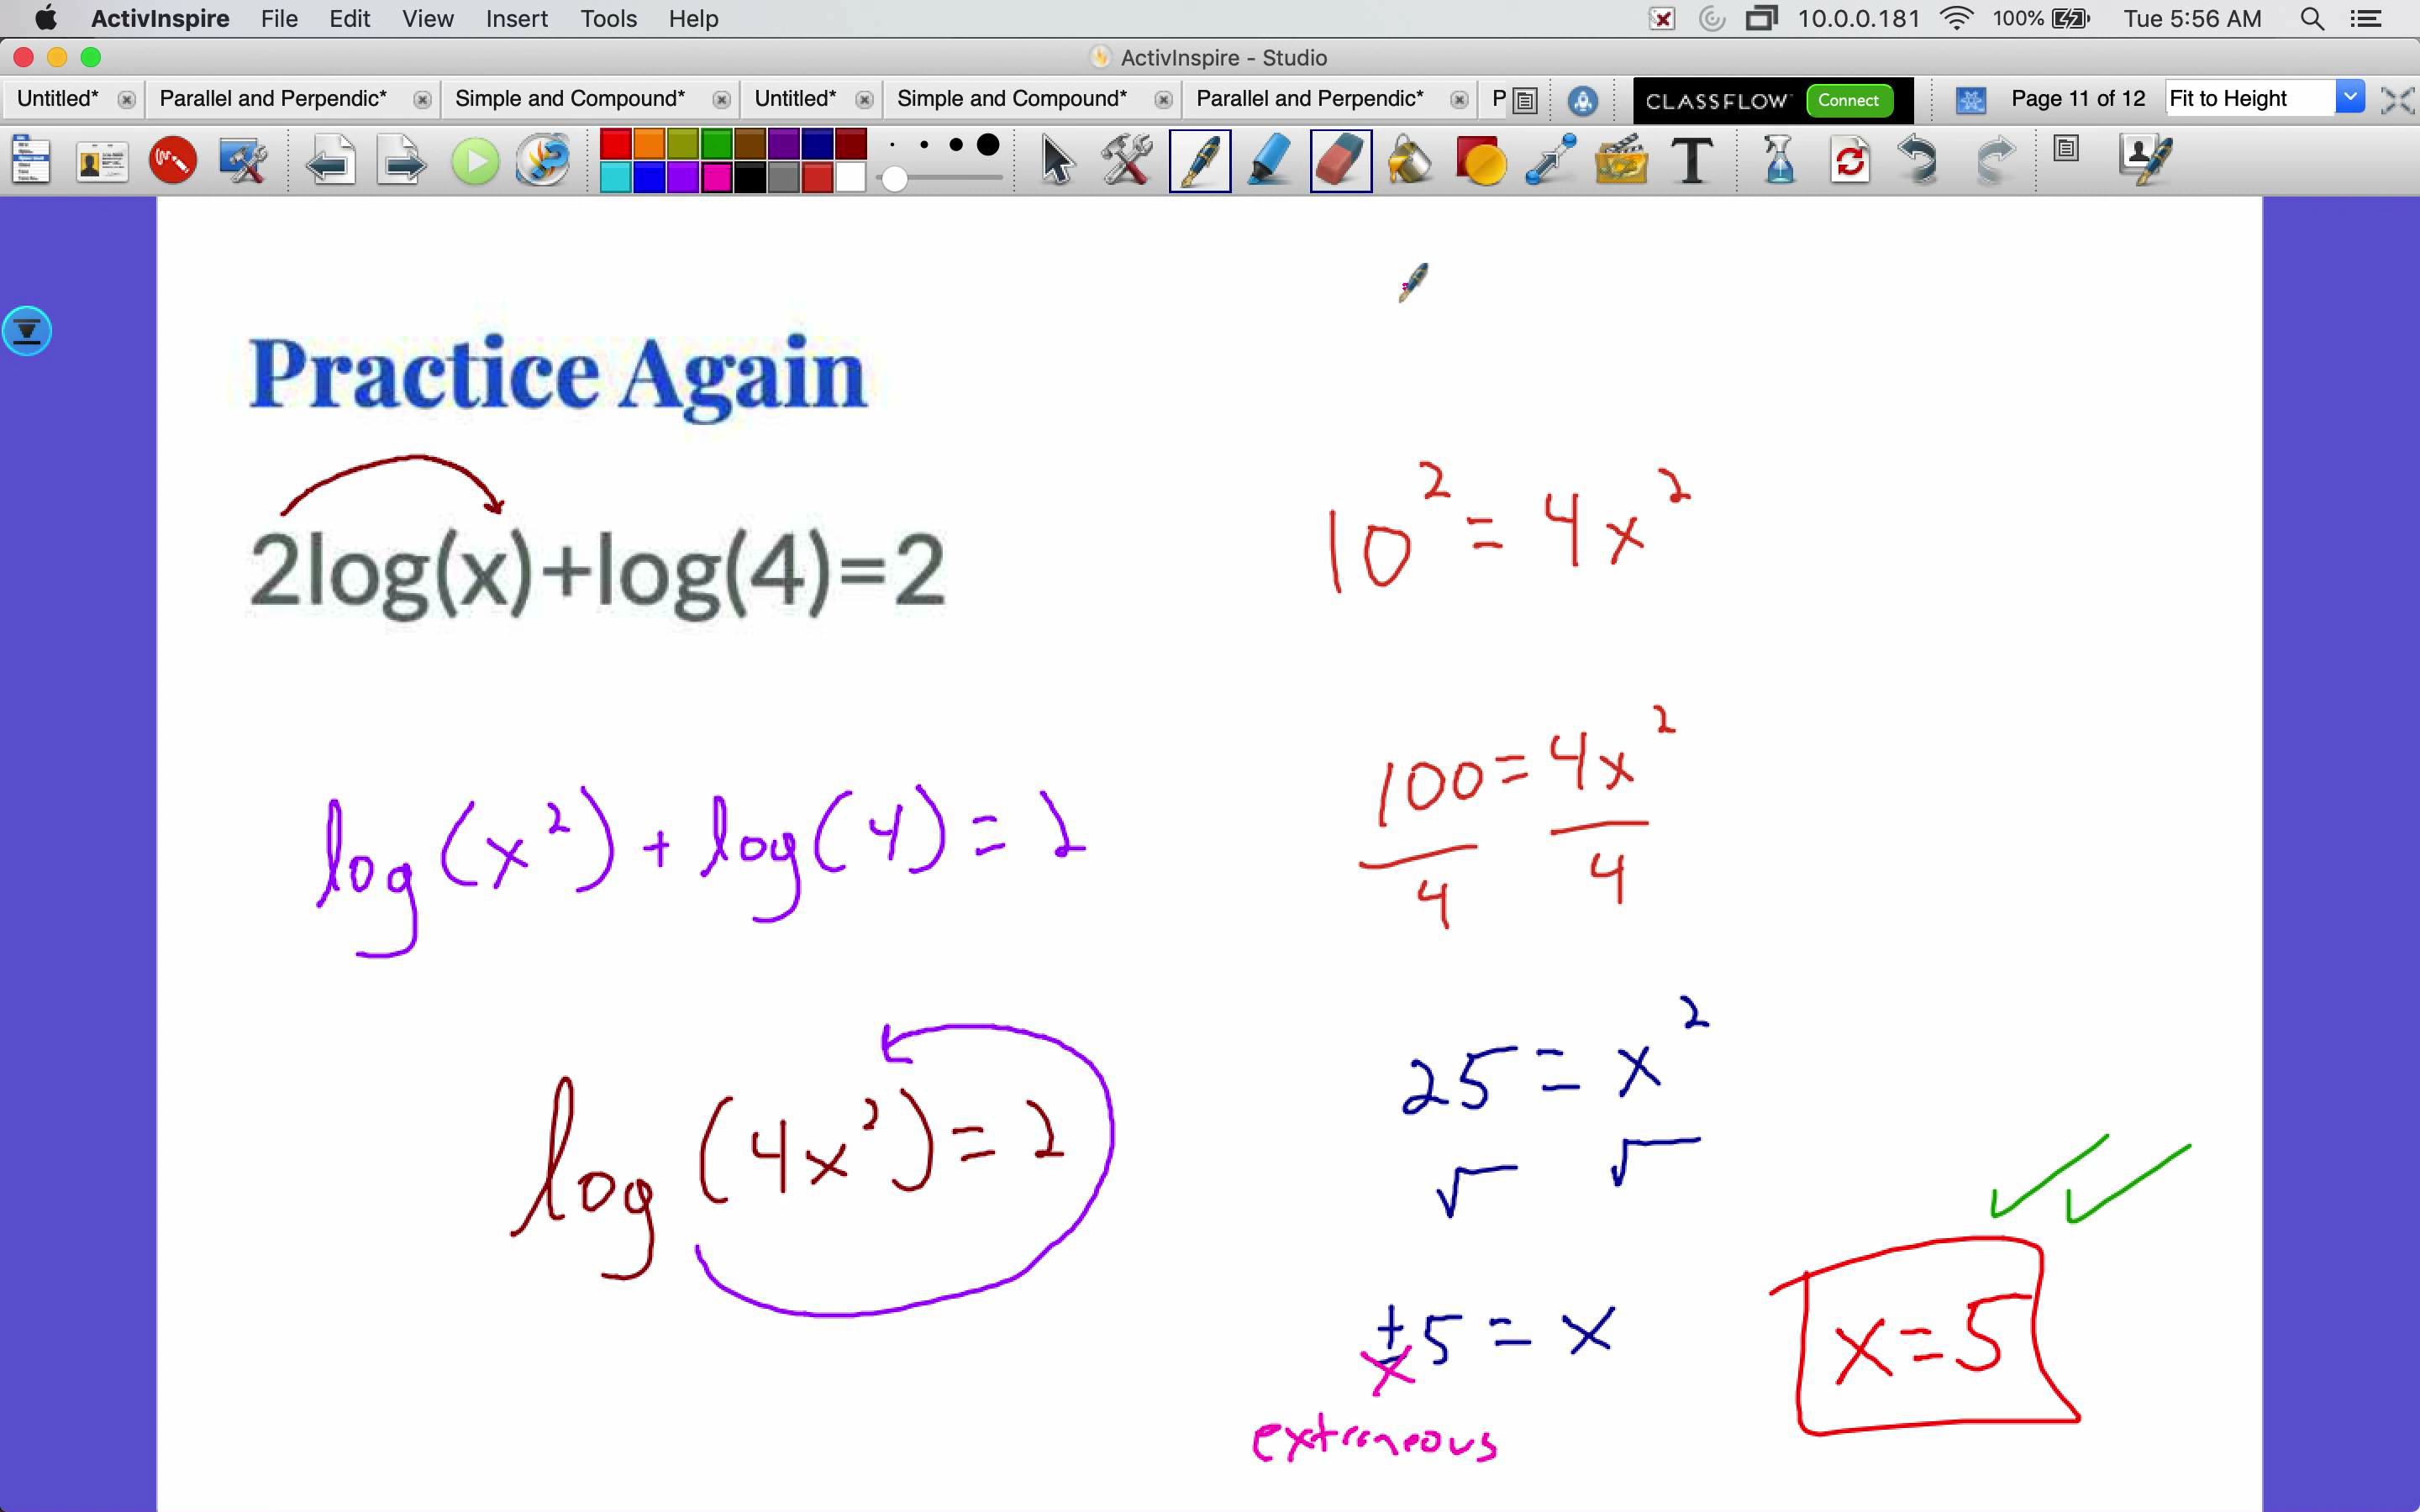 ActivInspire File Edit View Insert Tools Help 10.0.0.181 100% Tue 5:56 AM
ActivInspire - Studio
Untitled* Parallel and Perpendic* Simple and Compound* Untitled* Simple and Compound* Parallel and Perpendic* P CLASSFLOW Connect Page 11 of 12 Fit to Height
T
Practice Again
2log(x)+log(4)=2
log(x²)+log(4)=2
log(4x²)=2
10²=4x²
100=4x²
4 4
25=x²
√ √
±5=x
x
extraneous
x=5